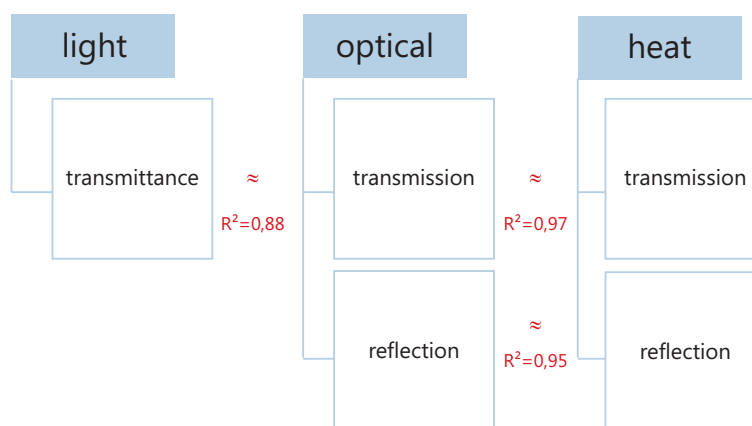 light
optical
heat
transmittance
≈
transmission
≈
transmission
R²=0,88
R²=0,97
reflection
≈
reflection
R²=0,95